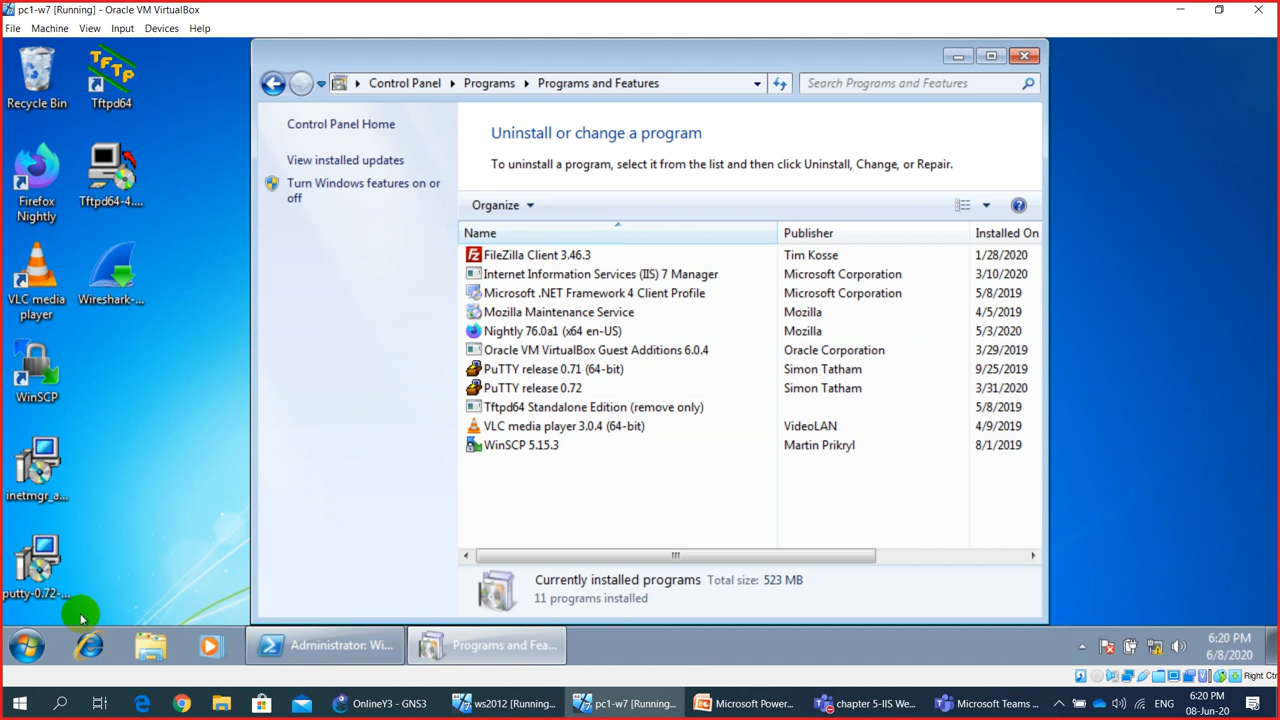 pc1-w7 [Running] - Oracle VM VirtualBox
File Machine View Input Devices Help
Recycle Bin
Tftpd64
Firefox Nightly
Tftpd64-4....
VLC media player
Wireshark-...
WinSCP
inetmgr_a...
putty-0.72-...
Control Panel Programs Programs and Features
Search Programs and Features
Control Panel Home
View installed updates
Turn Windows features on or off
Uninstall or change a program
To uninstall a program, select it from the list and then click Uninstall, Change, or Repair.
Organize
Name Publisher Installed On
FileZilla Client 3.46.3 Tim Kosse 1/28/2020
Internet Information Services (IIS) 7 Manager Microsoft Corporation 3/10/2020
Microsoft .NET Framework 4 Client Profile Microsoft Corporation 5/8/2019
Mozilla Maintenance Service Mozilla 4/5/2019
Nightly 76.0a1 (x64 en-US) Mozilla 5/3/2020
Oracle VM VirtualBox Guest Additions 6.0.4 Oracle Corporation 3/29/2019
PuTTY release 0.71 (64-bit) Simon Tatham 9/25/2019
PuTTY release 0.72 Simon Tatham 3/31/2020
Tftpd64 Standalone Edition (remove only) 5/8/2019
VLC media player 3.0.4 (64-bit) VideoLAN 4/9/2019
WinSCP 5.15.3 Martin Prikryl 8/1/2019
Currently installed programs Total size: 523 MB
11 programs installed
Administrator: Wi...
Programs and Fea...
6:20 PM
6/8/2020
Right Ctr
OnlineY3 - GNS3
ws2012 [Running...
pc1-w7 [Running...
Microsoft Power...
chapter 5-IIS We...
Microsoft Teams ...
ENG
6:20 PM
08-Jun-20